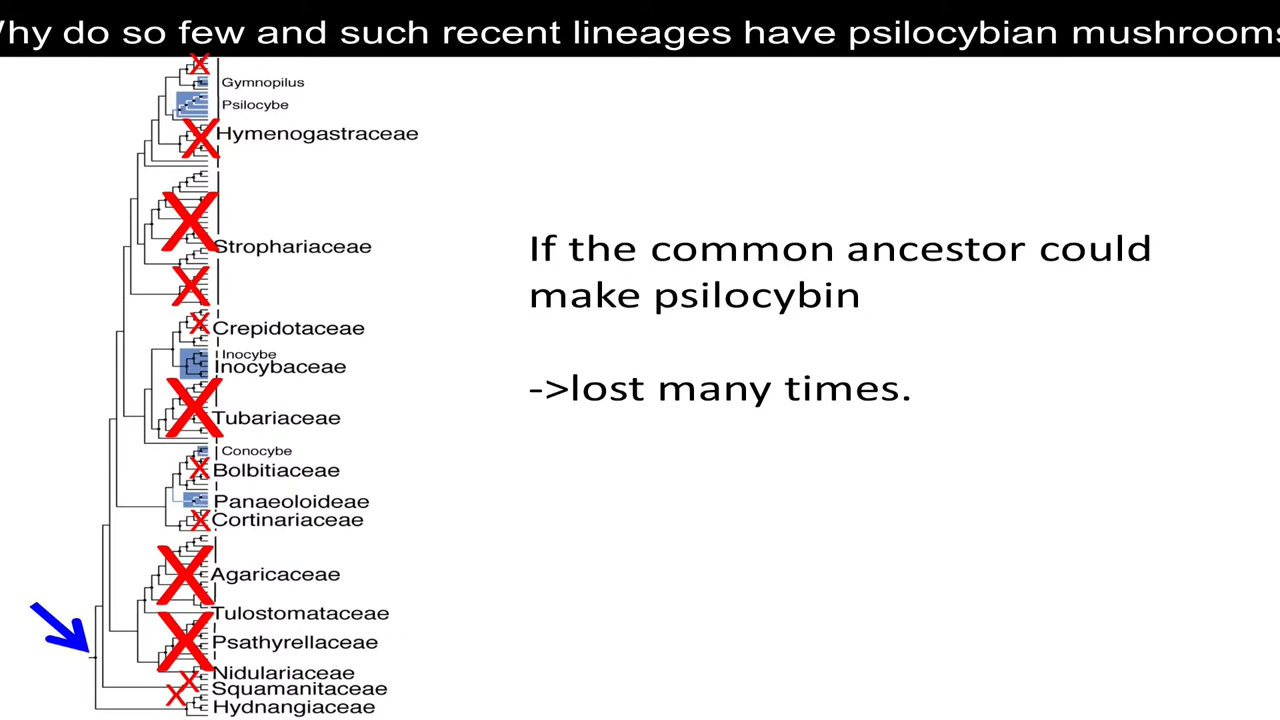 hy do so few and such recent lineages have psilocybian mushrooms
Gymnopilus
Psilocybe
Hymenogastraceae
Strophariaceae
Crepidotaceae
Inocybe
Inocybaceae
Tubariaceae
Conocybe
Bolbitiaceae
Panaeoloideae
Cortinariaceae
Agaricaceae
Tulostomataceae
Psathyrellaceae
Nidulariaceae
Squamanitaceae
Hydnangiaceae
If the common ancestor could
make psilocybin
->lost many times.